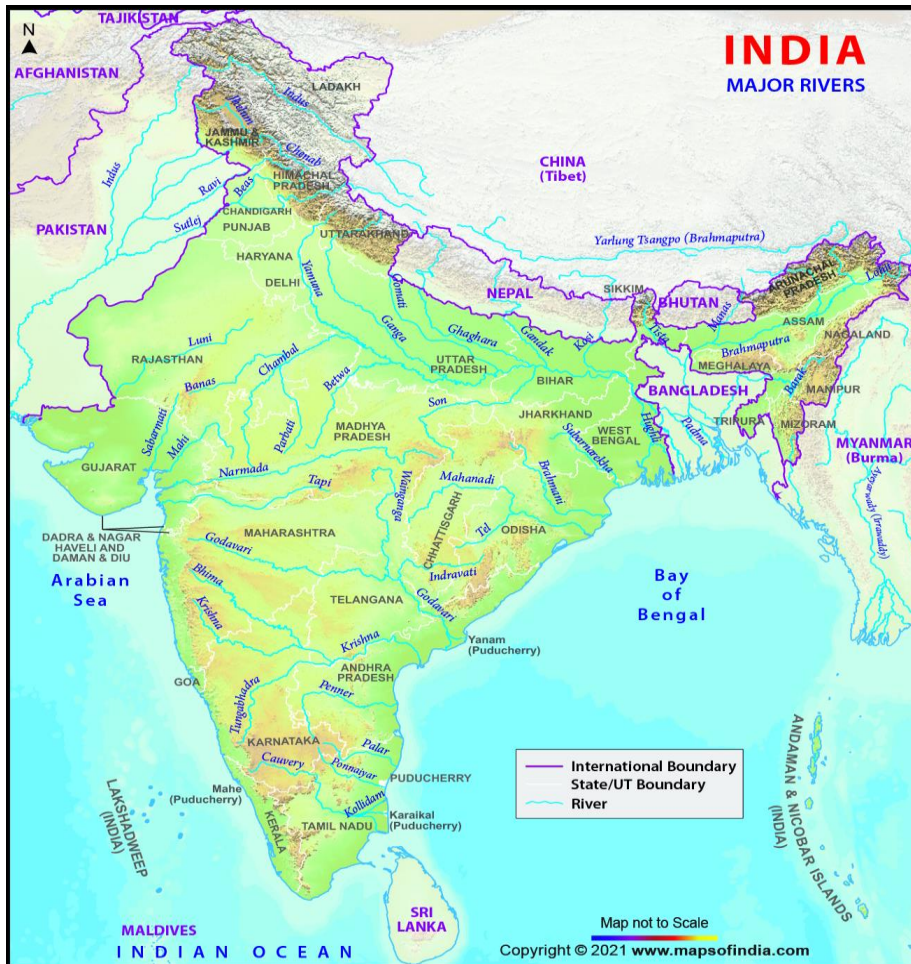 TAJIKISTAN
N
INDIA
MAJOR RIVERS
AFGHANISTAN
LADAKH
Indus
Jhelum
JAMMU &
KASHMIR
Chenab
CHINA
(Tibet)
Indus
Ravi
Beas
HIMACHAL
PRADESH
Sutlej
CHANDIGARH
PUNJAB
PAKISTAN
UTTARAKHAND
Yarlung Tsangpo (Brahmaputra)
HARYANA
DELHI
Yamuna
Gomati
NEPAL
SIKKIM
BHUTAN
Manas
ARUNACHAL
PRADESH
Lohit
Luni
RAJASTHAN
Banas
Chambal
Ganga
Ghaghara
Gandak
Kosi
Tista
ASSAM
NAGALAND
Brahmaputra
UTTAR
PRADESH
MEGHALAYA
Betwa
BIHAR
BANGLADESH
Barak
MANIPUR
Sabarmati
Mahi
Parbati
MADHYA
PRADESH
Son
JHARKHAND
WEST
BENGAL
Hugli
Padma
TRIPURA
MIZORAM
MYANMAR
(Burma)
GUJARAT
Narmada
Tapi
Wainganga
Mahanadi
Subarnarekha
Brahmani
Ayeyarwady (Irrawaddy)
DADRA & NAGAR
HAVELI AND
DAMAN & DIU
MAHARASHTRA
CHHATTISGARH
Tel
ODISHA
Godavari
Arabian
Sea
Bhima
Indravati
Bay
of
Bengal
TELANGANA
Godavari
Krishna
Krishna
Yanam
(Puducherry)
GOA
ANDHRA
PRADESH
Tungabhadra
Penner
KARNATAKA
Palar
Cauvery
Ponnaiyar
PUDUCHERRY
International Boundary
State/UT Boundary
River
Mahe
(Puducherry)
Kollidam
Karaikal
(Puducherry)
LAKSHADWEEP
(INDIA)
KERALA
TAMIL NADU
ANDAMAN & NICOBAR ISLANDS
(INDIA)
SRI
LANKA
MALDIVES
INDIAN OCEAN
Map not to Scale
Copyright © 2021 www.mapsofindia.com